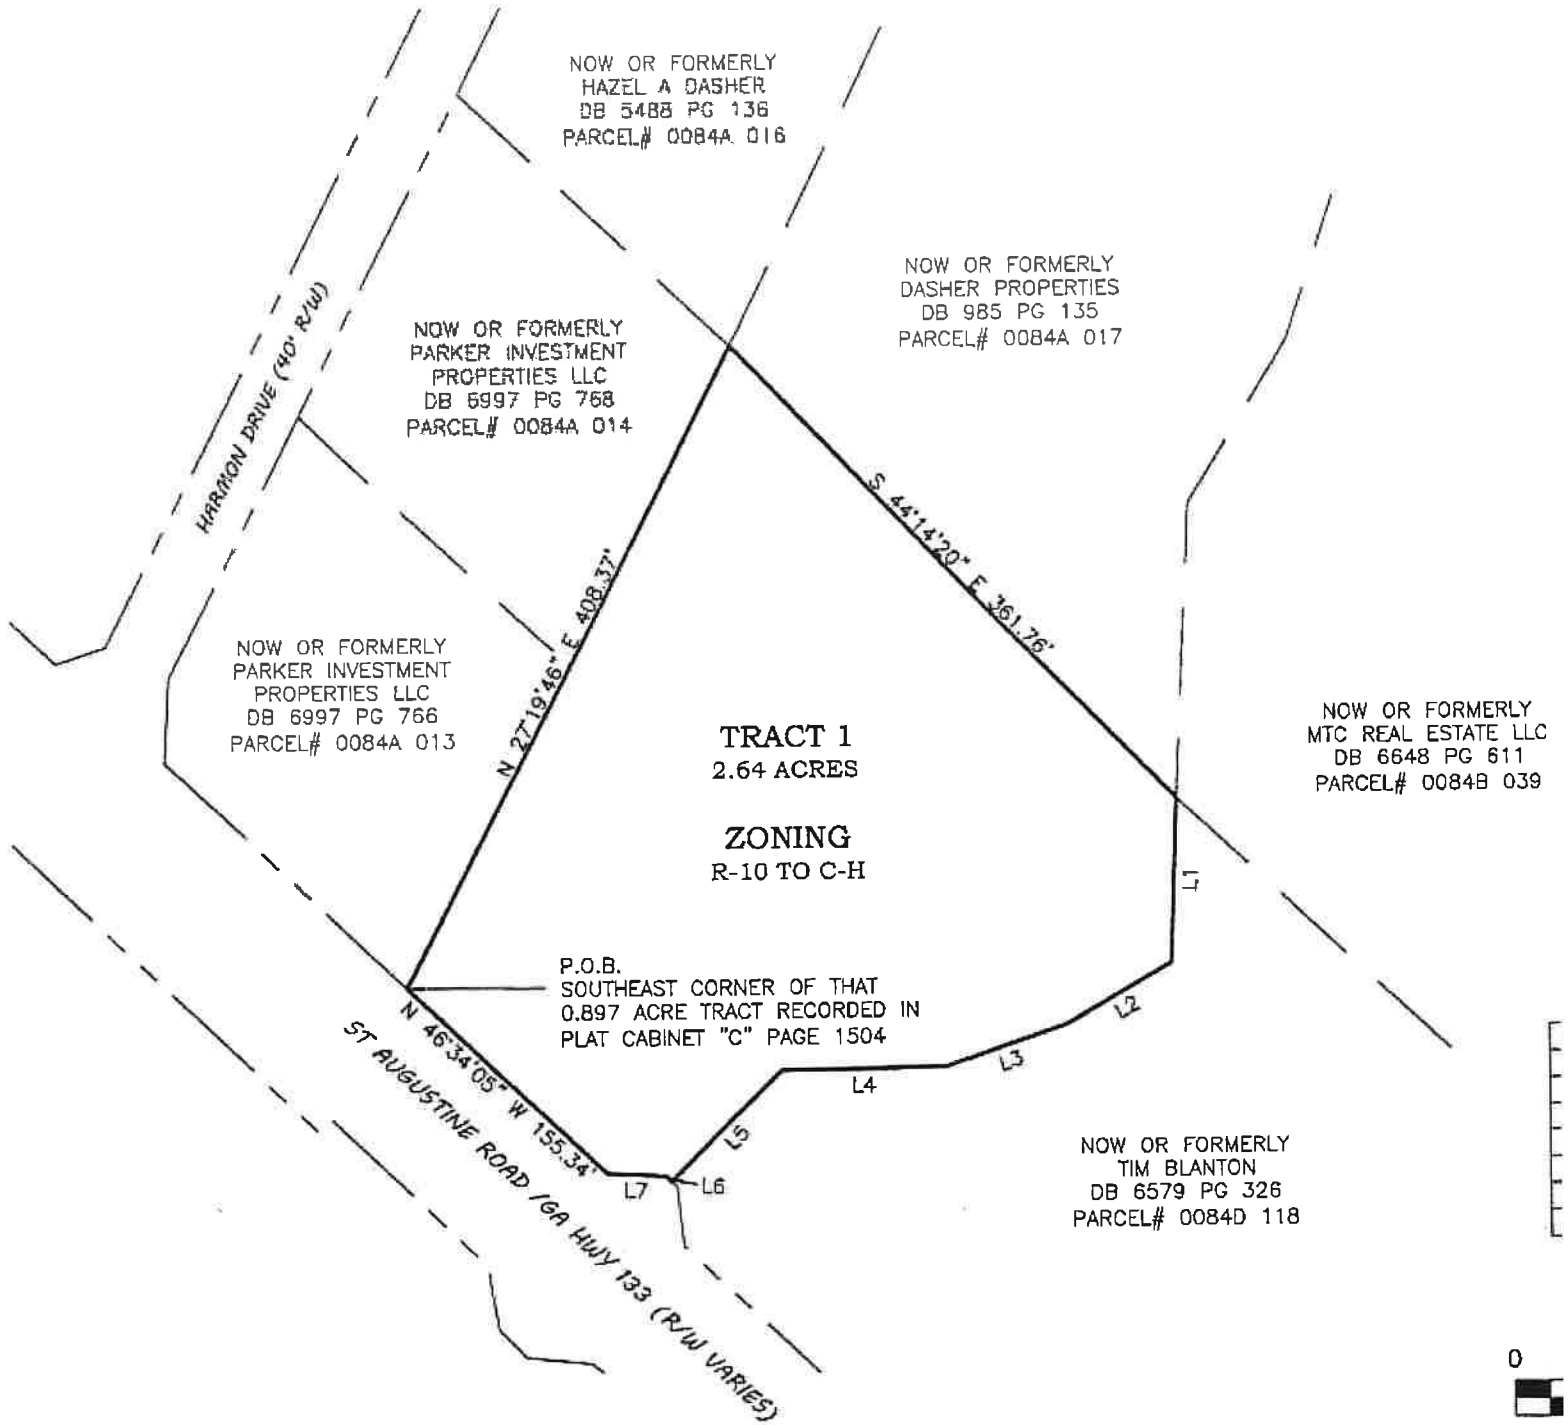 NOW OR FORMERLY
HAZEL A DASHER
DB 5488 PG 136
PARCEL# 0084A 016
NOW OR FORMERLY
DASHER PROPERTIES
DB 985 PG 135
PARCEL# 0084A 017
HARMON DRIVE (40' R/W)
NOW OR FORMERLY
PARKER INVESTMENT
PROPERTIES LLC
DB 6997 PG 768
PARCEL# 0084A 014
S 44°14'20" E 361.76'
N 27°19'46" E 408.37'
NOW OR FORMERLY
PARKER INVESTMENT
PROPERTIES LLC
DB 6997 PG 766
PARCEL# 0084A 013
TRACT 1
2.64 ACRES
ZONING
R-10 TO C-H
NOW OR FORMERLY
MTC REAL ESTATE LLC
DB 6648 PG 611
PARCEL# 0084B 039
L1
P.O.B.
SOUTHEAST CORNER OF THAT
0.897 ACRE TRACT RECORDED IN
PLAT CABINET "C" PAGE 1504
L2
L3
L4
L5
L6
L7
N 46°34'05" W 155.34'
ST AUGUSTINE ROAD /GA HWY 133 (R/W VARIES)
NOW OR FORMERLY
TIM BLANTON
DB 6579 PG 326
PARCEL# 0084D 118
0